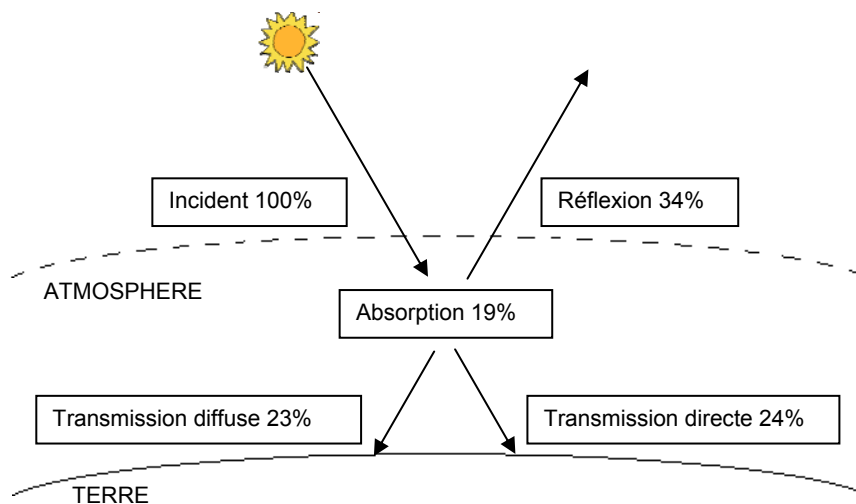 Incident 100%
Réflexion 34%
ATMOSPHERE
Absorption 19%
Transmission diffuse 23%
Transmission directe 24%
TERRE